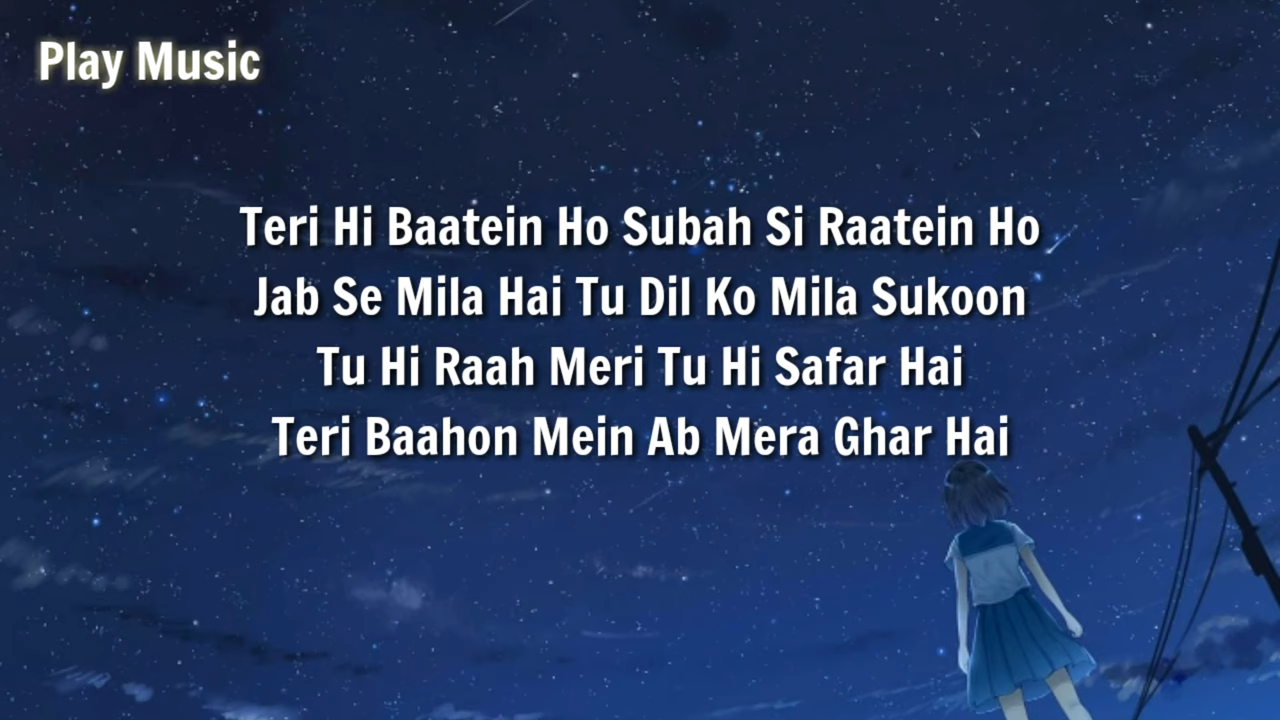 Play Music
Teri Hi Baatein Ho Subah Si Raatein Ho
Jab Se Mila Hai Tu Dil Ko Mila Sukoon
Tu Hi Raah Meri Tu Hi Safar Hai
Teri Baahon Mein Ab Mera Ghar Hai